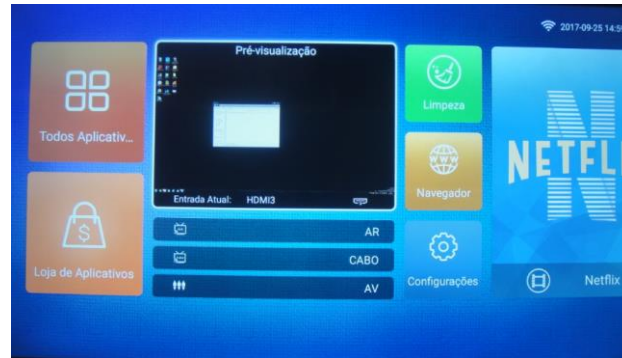 2017-09-25 14:5
Pré-visualização
Todos Aplicativ...
Entrada Atual: HDMI3
Limpeza
WWW
Navegador
NETFL
Loja de Aplicativos
AR
CABO
AV
Configurações
Netflix